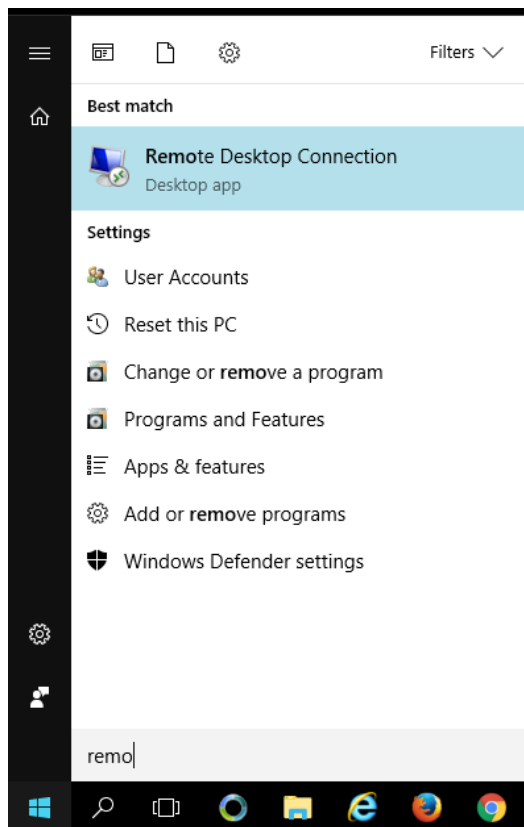 Filters
Best match
Remote Desktop Connection
Desktop app
Settings
User Accounts
Reset this PC
Change or remove a program
Programs and Features
Apps & features
Add or remove programs
Windows Defender settings
remo